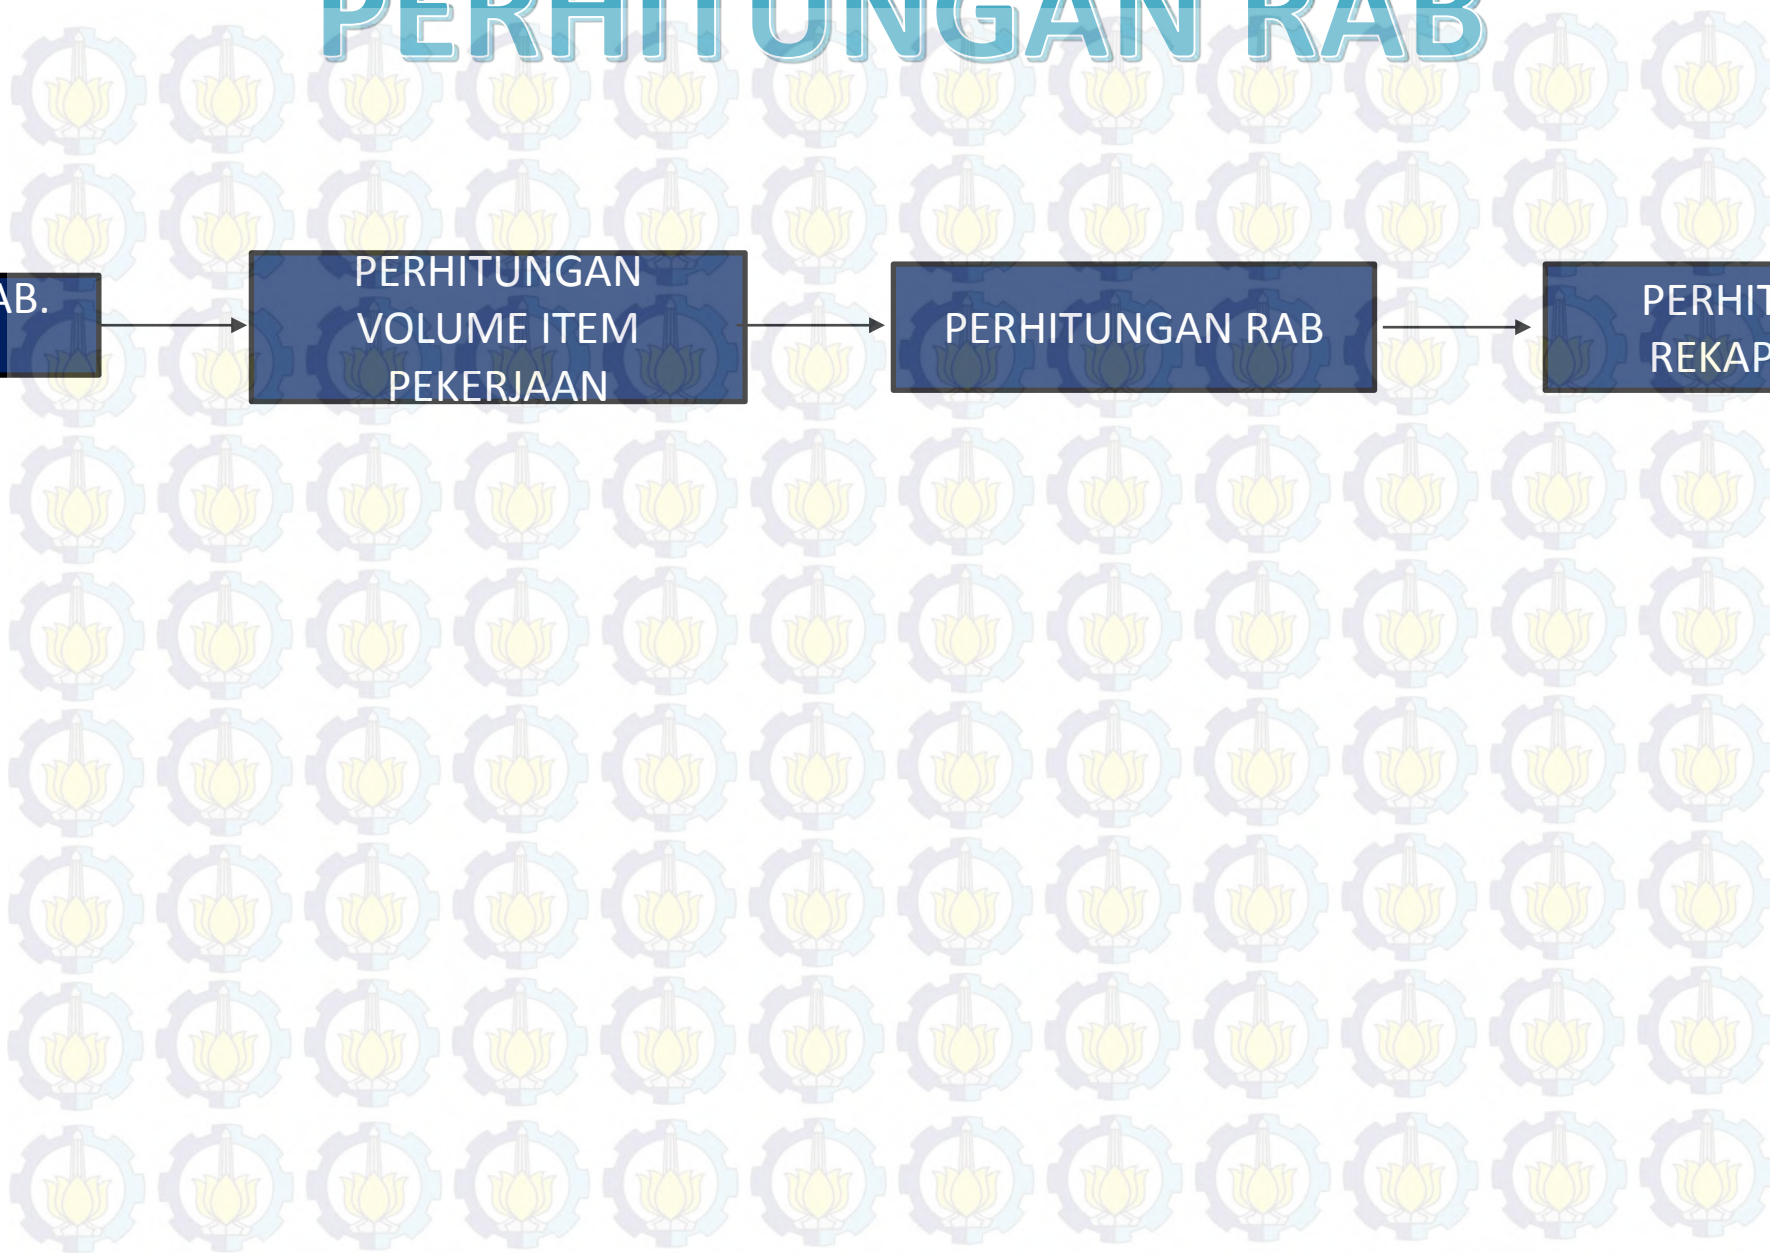 PERHITUNGAN RAB
AB.
PERHITUNGAN
VOLUME ITEM
PEKERJAAN
PERHITUNGAN RAB
PERHIT
REKAP